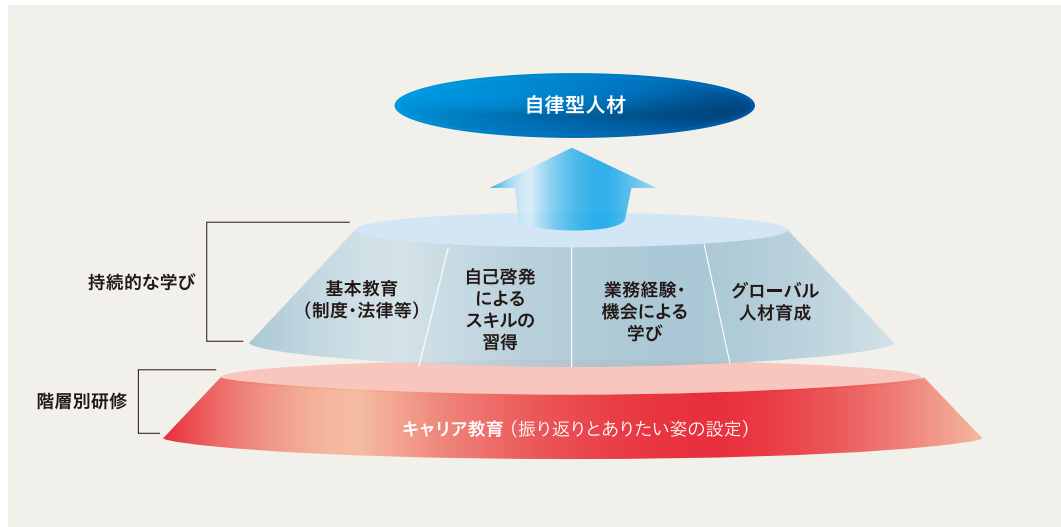 自律型人材
持続的な学び
基本教育
（制度・法律等）
自己啓発
による
スキルの
習得
業務経験・
機会による
学び
グローバル
人材育成
階層別研修
キャリア教育（振り返りとありたい姿の設定）